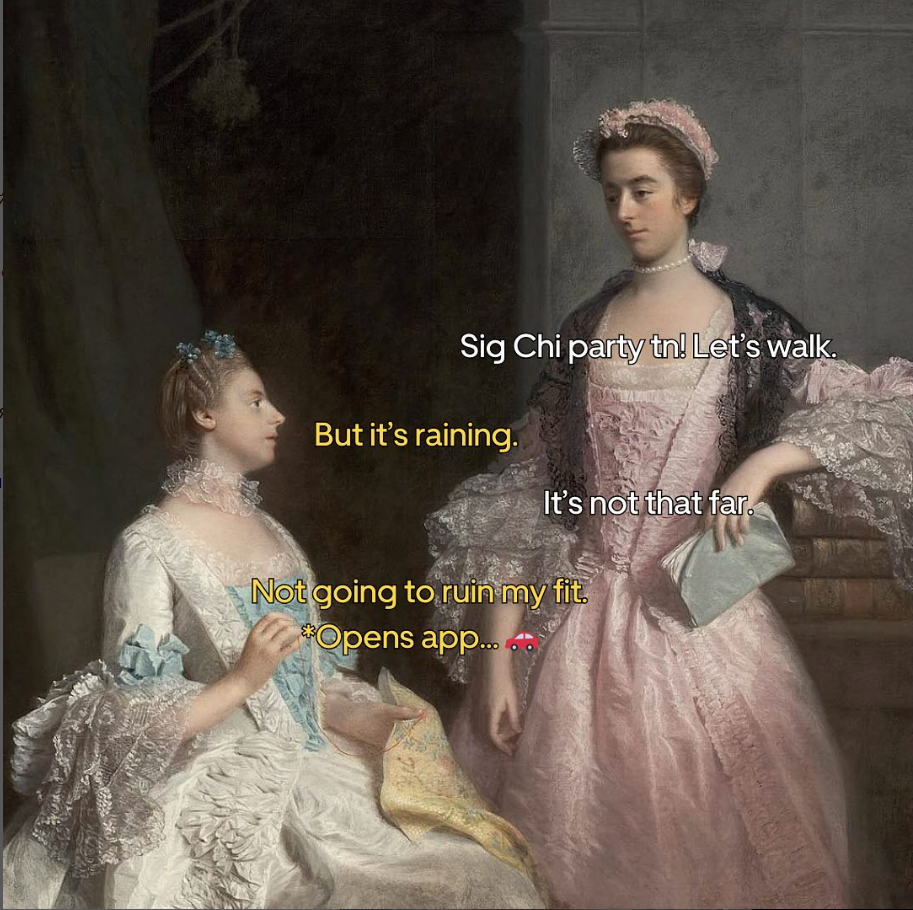 Sig Chi party tn! Let’s walk.
But it’s raining.
It’s not that far.
Not going to ruin my fit.
*Opens app... 🚗